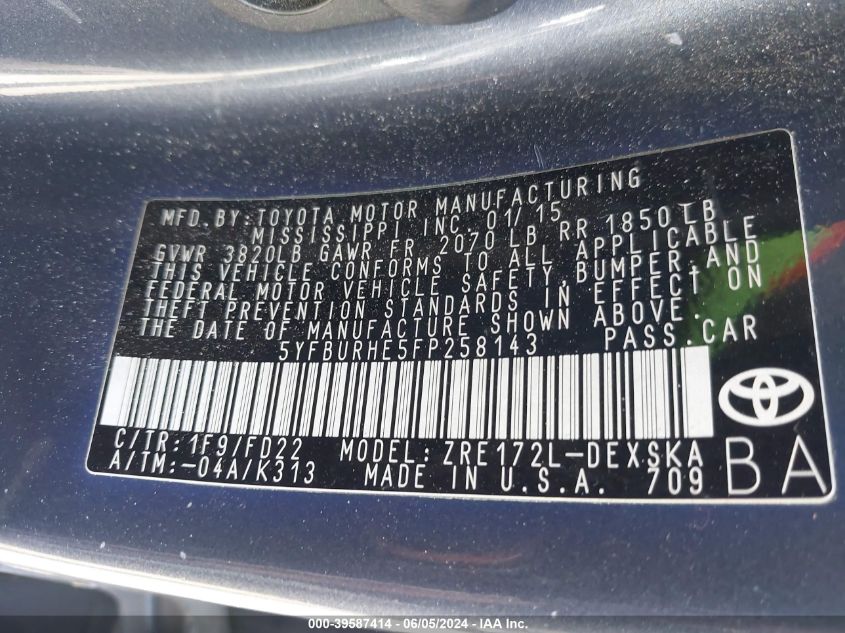 MFD.BY:TOYOTA MOTOR MANUFACTURING
MISSISSIPPI INC. 01/15
GVWR 3820LB GAWR FR 2070 LB RR 1850 LB
THIS VEHICLE CONFORMS TO ALL APPLICABLE
FEDERAL MOTOR VEHICLE SAFETY, BUMPER, AND
THEFT PREVENTION STANDARDS IN EFFECT ON
THE DATE OF MANUFACTURE SHOWN ABOVE.
5YFBURHE5FP258143 PASS.CAR
C/TR:1F9/FD22 MODEL:ZRE172L-DEXSKA
A/TM:-04A/K313 MADE IN U.S.A. 709
BA
000-39587414 - 06/05/2024 - IAA Inc.